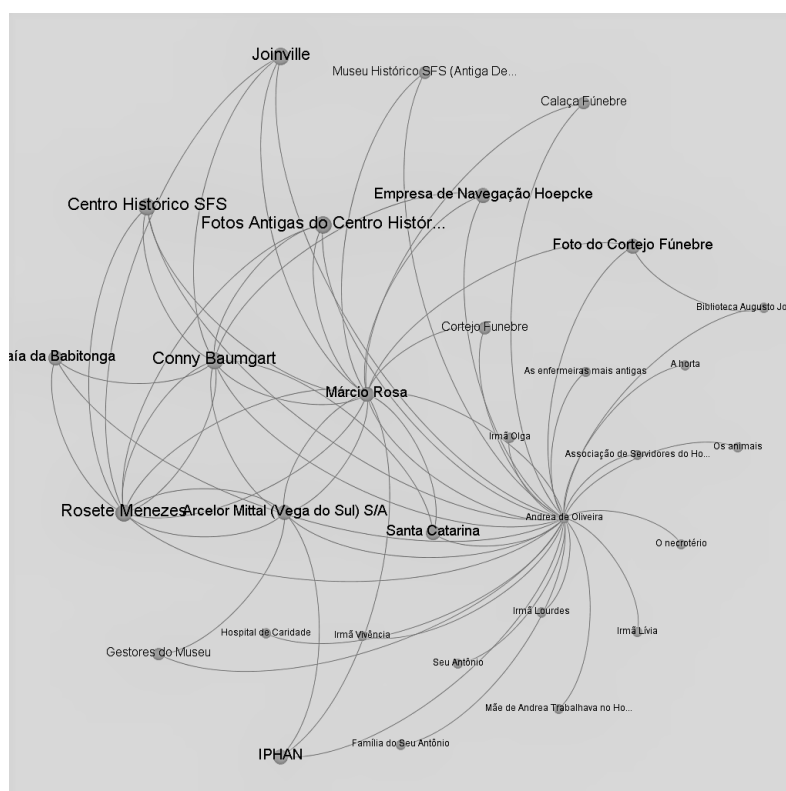 Joinville
Museu Histórico SFS (Antiga De...
Calaça Fúnebre
Empresa de Navegação Hoepcke
Centro Histórico SFS
Fotos Antigas do Centro Histór...
Foto do Cortejo Fúnebre
Biblioteca Augusto Jo
Cortejo Funebre
aía da Babitonga
Conny Baumgart
As enfermeiras mais antigas
A horta
Márcio Rosa
Irmã Olga
Os animais
Associação de Servidores do Ho...
Rosete Menezes
Arcelor Mittal (Vega do Sul) S/A
Andrea de Oliveira
Santa Catarina
O necrotério
Irmã Lourdes
Hospital de Caridade
Irmã Vivência
Irmã Lívia
Gestores do Museu
Seu Antônio
Mãe de Andrea Trabalhava no Ho...
Família do Seu Antônio
IPHAN